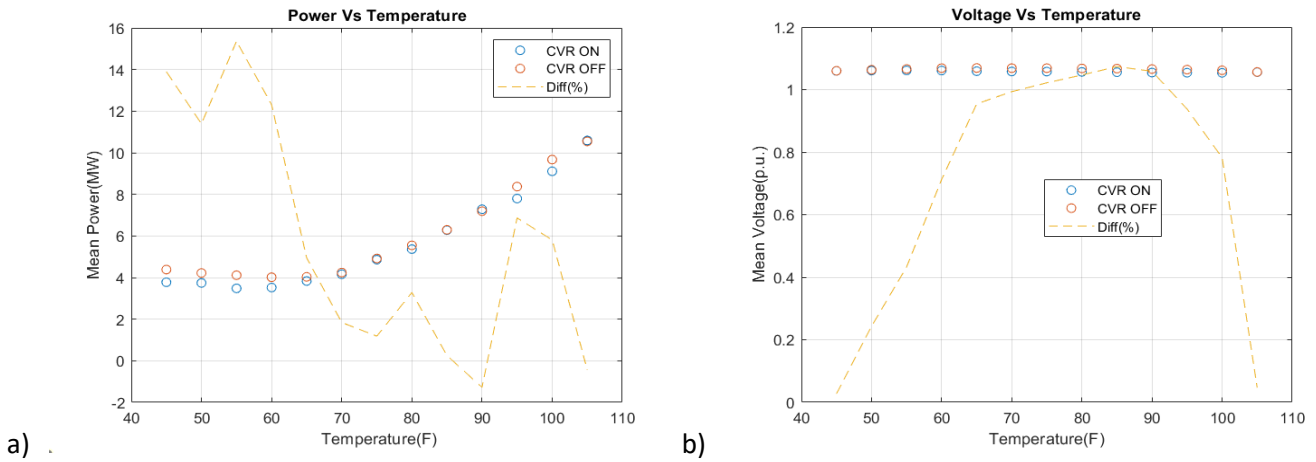 Power Vs Temperature
16
14
12
10
8
6
4
2
0
-2
Mean Power(MW)
CVR ON
CVR OFF
Diff(%)
40 50 60 70 80 90 100 110
Temperature(F)
a)
Voltage Vs Temperature
1.2
1
0.8
0.6
0.4
0.2
0
Mean Voltage(p.u.)
CVR ON
CVR OFF
Diff(%)
40 50 60 70 80 90 100 110
Temperature(F)
b)